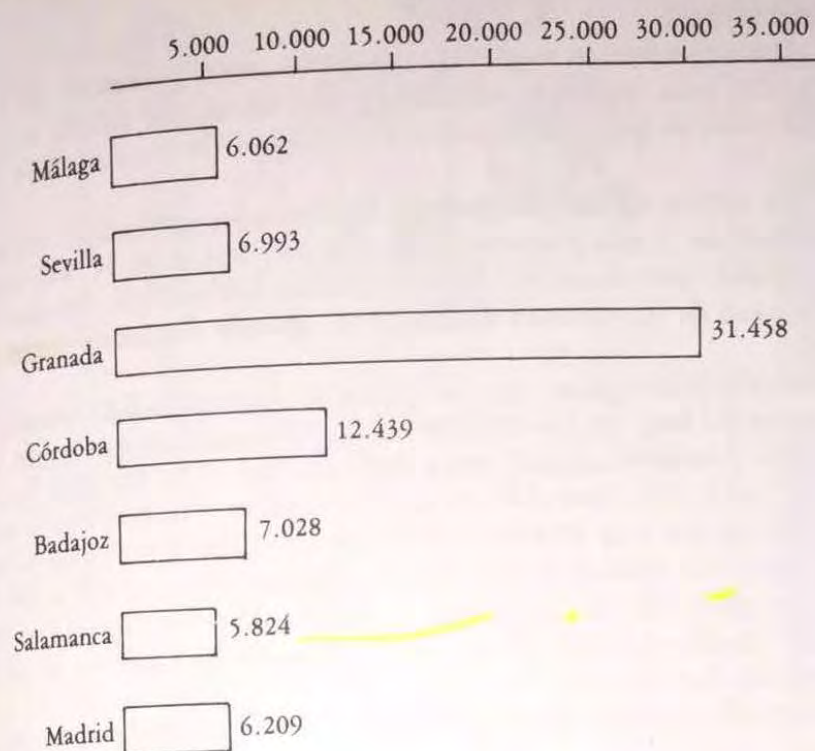 5.000 10.000 15.000 20.000 25.000 30.000 35.000
Málaga 6.062
Sevilla 6.993
Granada 31.458
Córdoba 12.439
Badajoz 7.028
Salamanca 5.824
Madrid 6.209